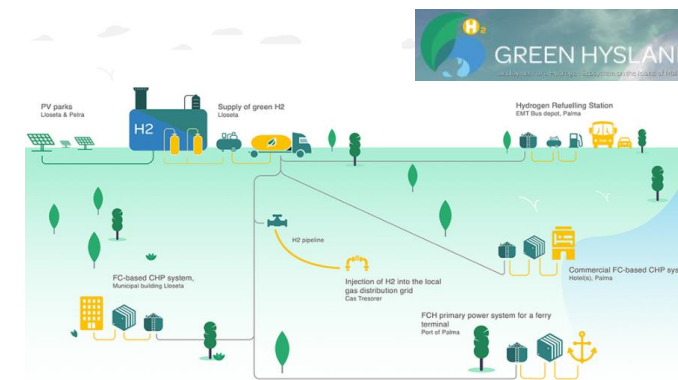 H2
GREEN HYSLAN
PV parks
Lloseta & Petra
H2
Supply of green H2
Lloseta
Hydrogen Refuelling Station
EMT Bus depot, Palma
H2 pipeline
Injection of H2 into the local
gas distribution grid
Cas Tresorer
Commercial FC-based CHP sys
Hotel(s), Palma
FC-based CHP system,
Municipal building Lloseta
FCH primary power system for a ferry
terminal
Port of Palma